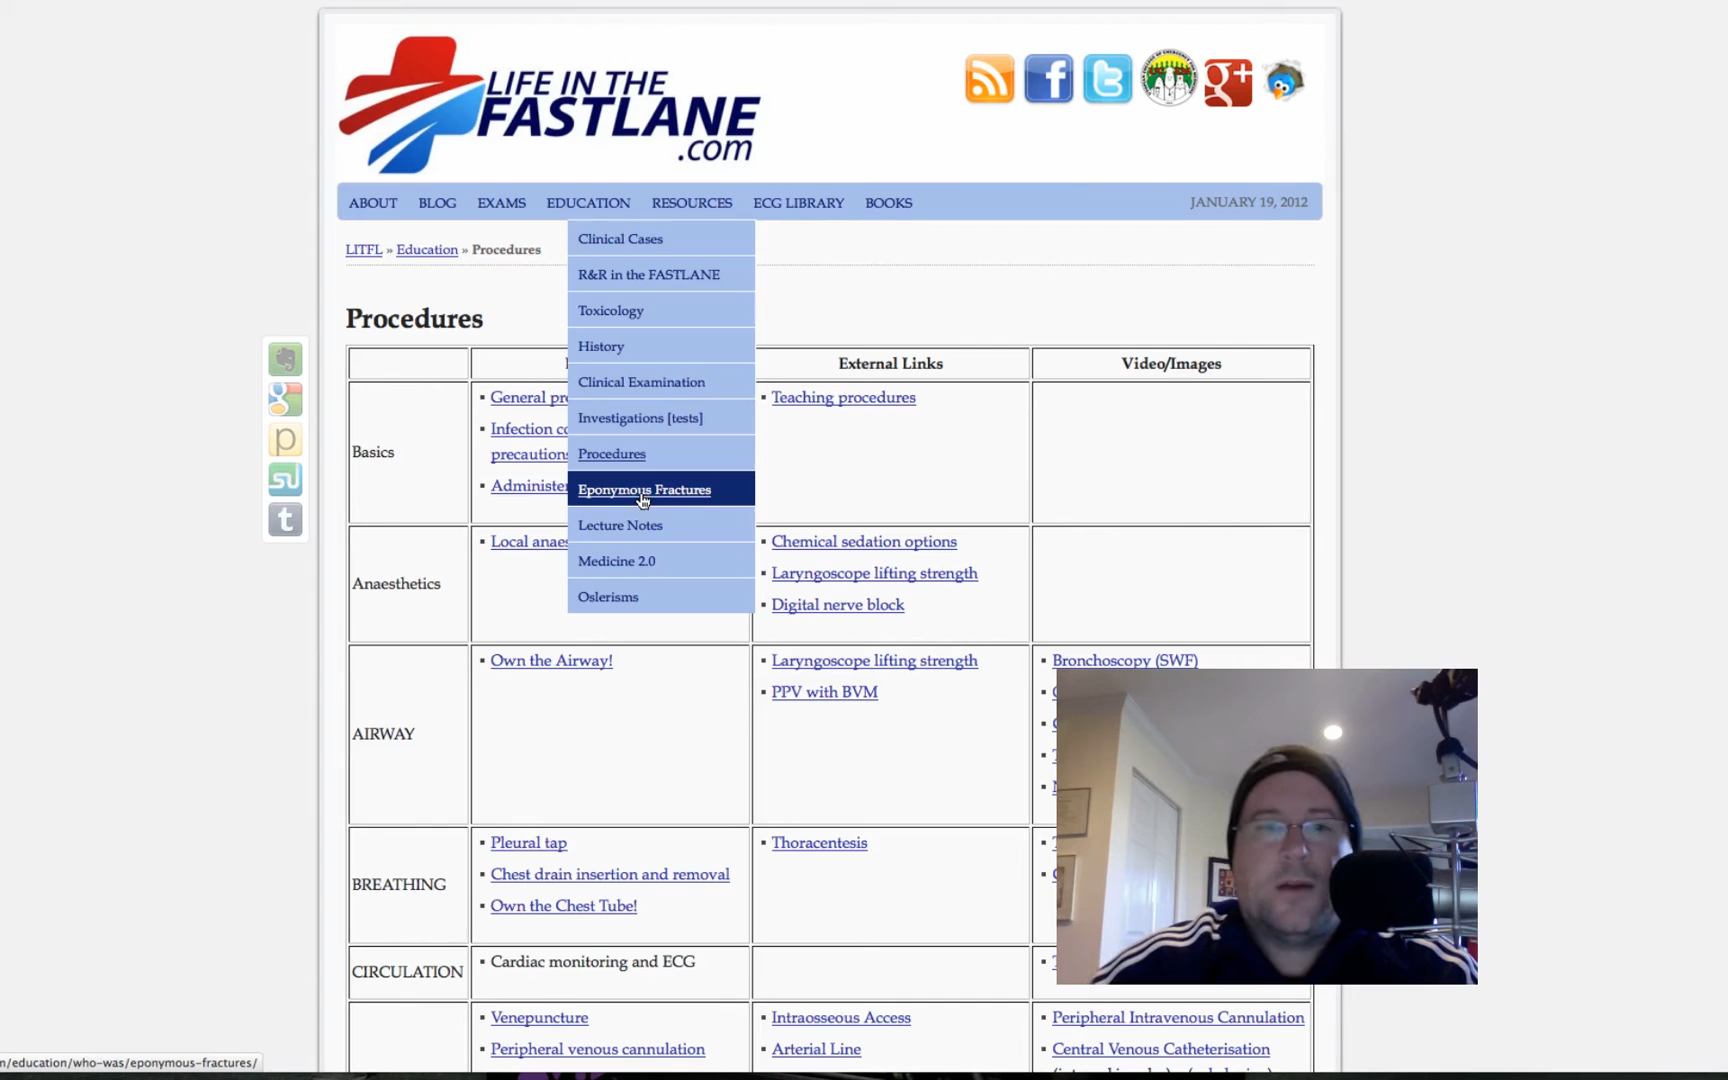 LIFE IN THE
FASTLANE
.com
ABOUT BLOG EXAMS EDUCATION RESOURCES ECG LIBRARY BOOKS JANUARY 19, 2012
LITFL » Education » Procedures
Clinical Cases
R&R in the FASTLANE
Toxicology
History
Clinical Examination
Investigations [tests]
Procedures
Eponymous Fractures
Lecture Notes
Medicine 2.0
Oslerisms
Procedures
External Links Video/Images
Basics
General
Infection
precautions
Teaching procedures
Anaesthetics
Local
Chemical sedation options
Laryngoscope lifting strength
Digital nerve block
AIRWAY
Own the Airway!
Laryngoscope lifting strength
PPV with BVM
Bronchoscopy (SWF)
BREATHING
Pleural tap
Chest drain insertion and removal
Own the Chest Tube!
Thoracentesis
CIRCULATION
Cardiac monitoring and ECG
Venepuncture
Peripheral venous cannulation
Intraosseous Access
Arterial Line
Peripheral Intravenous Cannulation
Central Venous Catheterisation
m/education/who-was/eponymous-fractures/